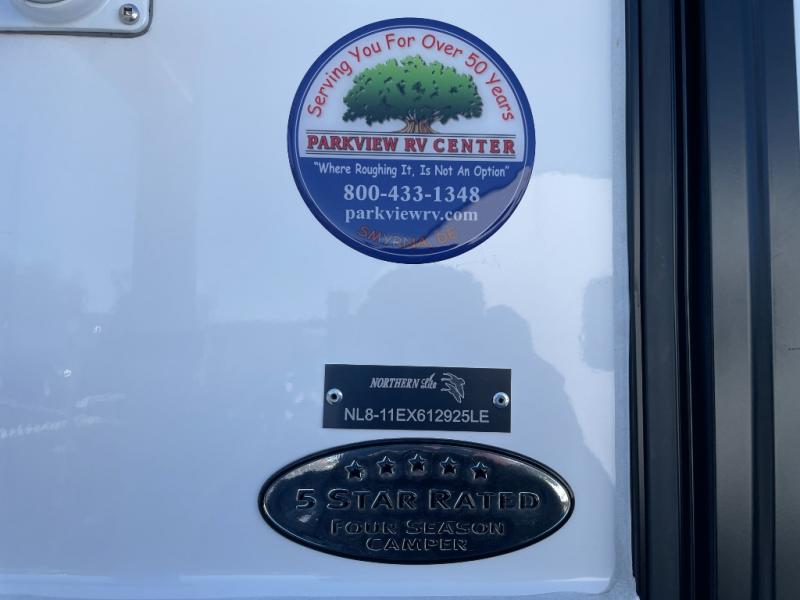 Serving You For Over 50 Years
PARKVIEW RV CENTER
"Where Roughing It, Is Not An Option"
800-433-1348
parkviewrv.com
SMYRNA, DE
NORTHERN Lite
NL8-11EX612925LE
5 STAR RATED
FOUR SEASON
CAMPER